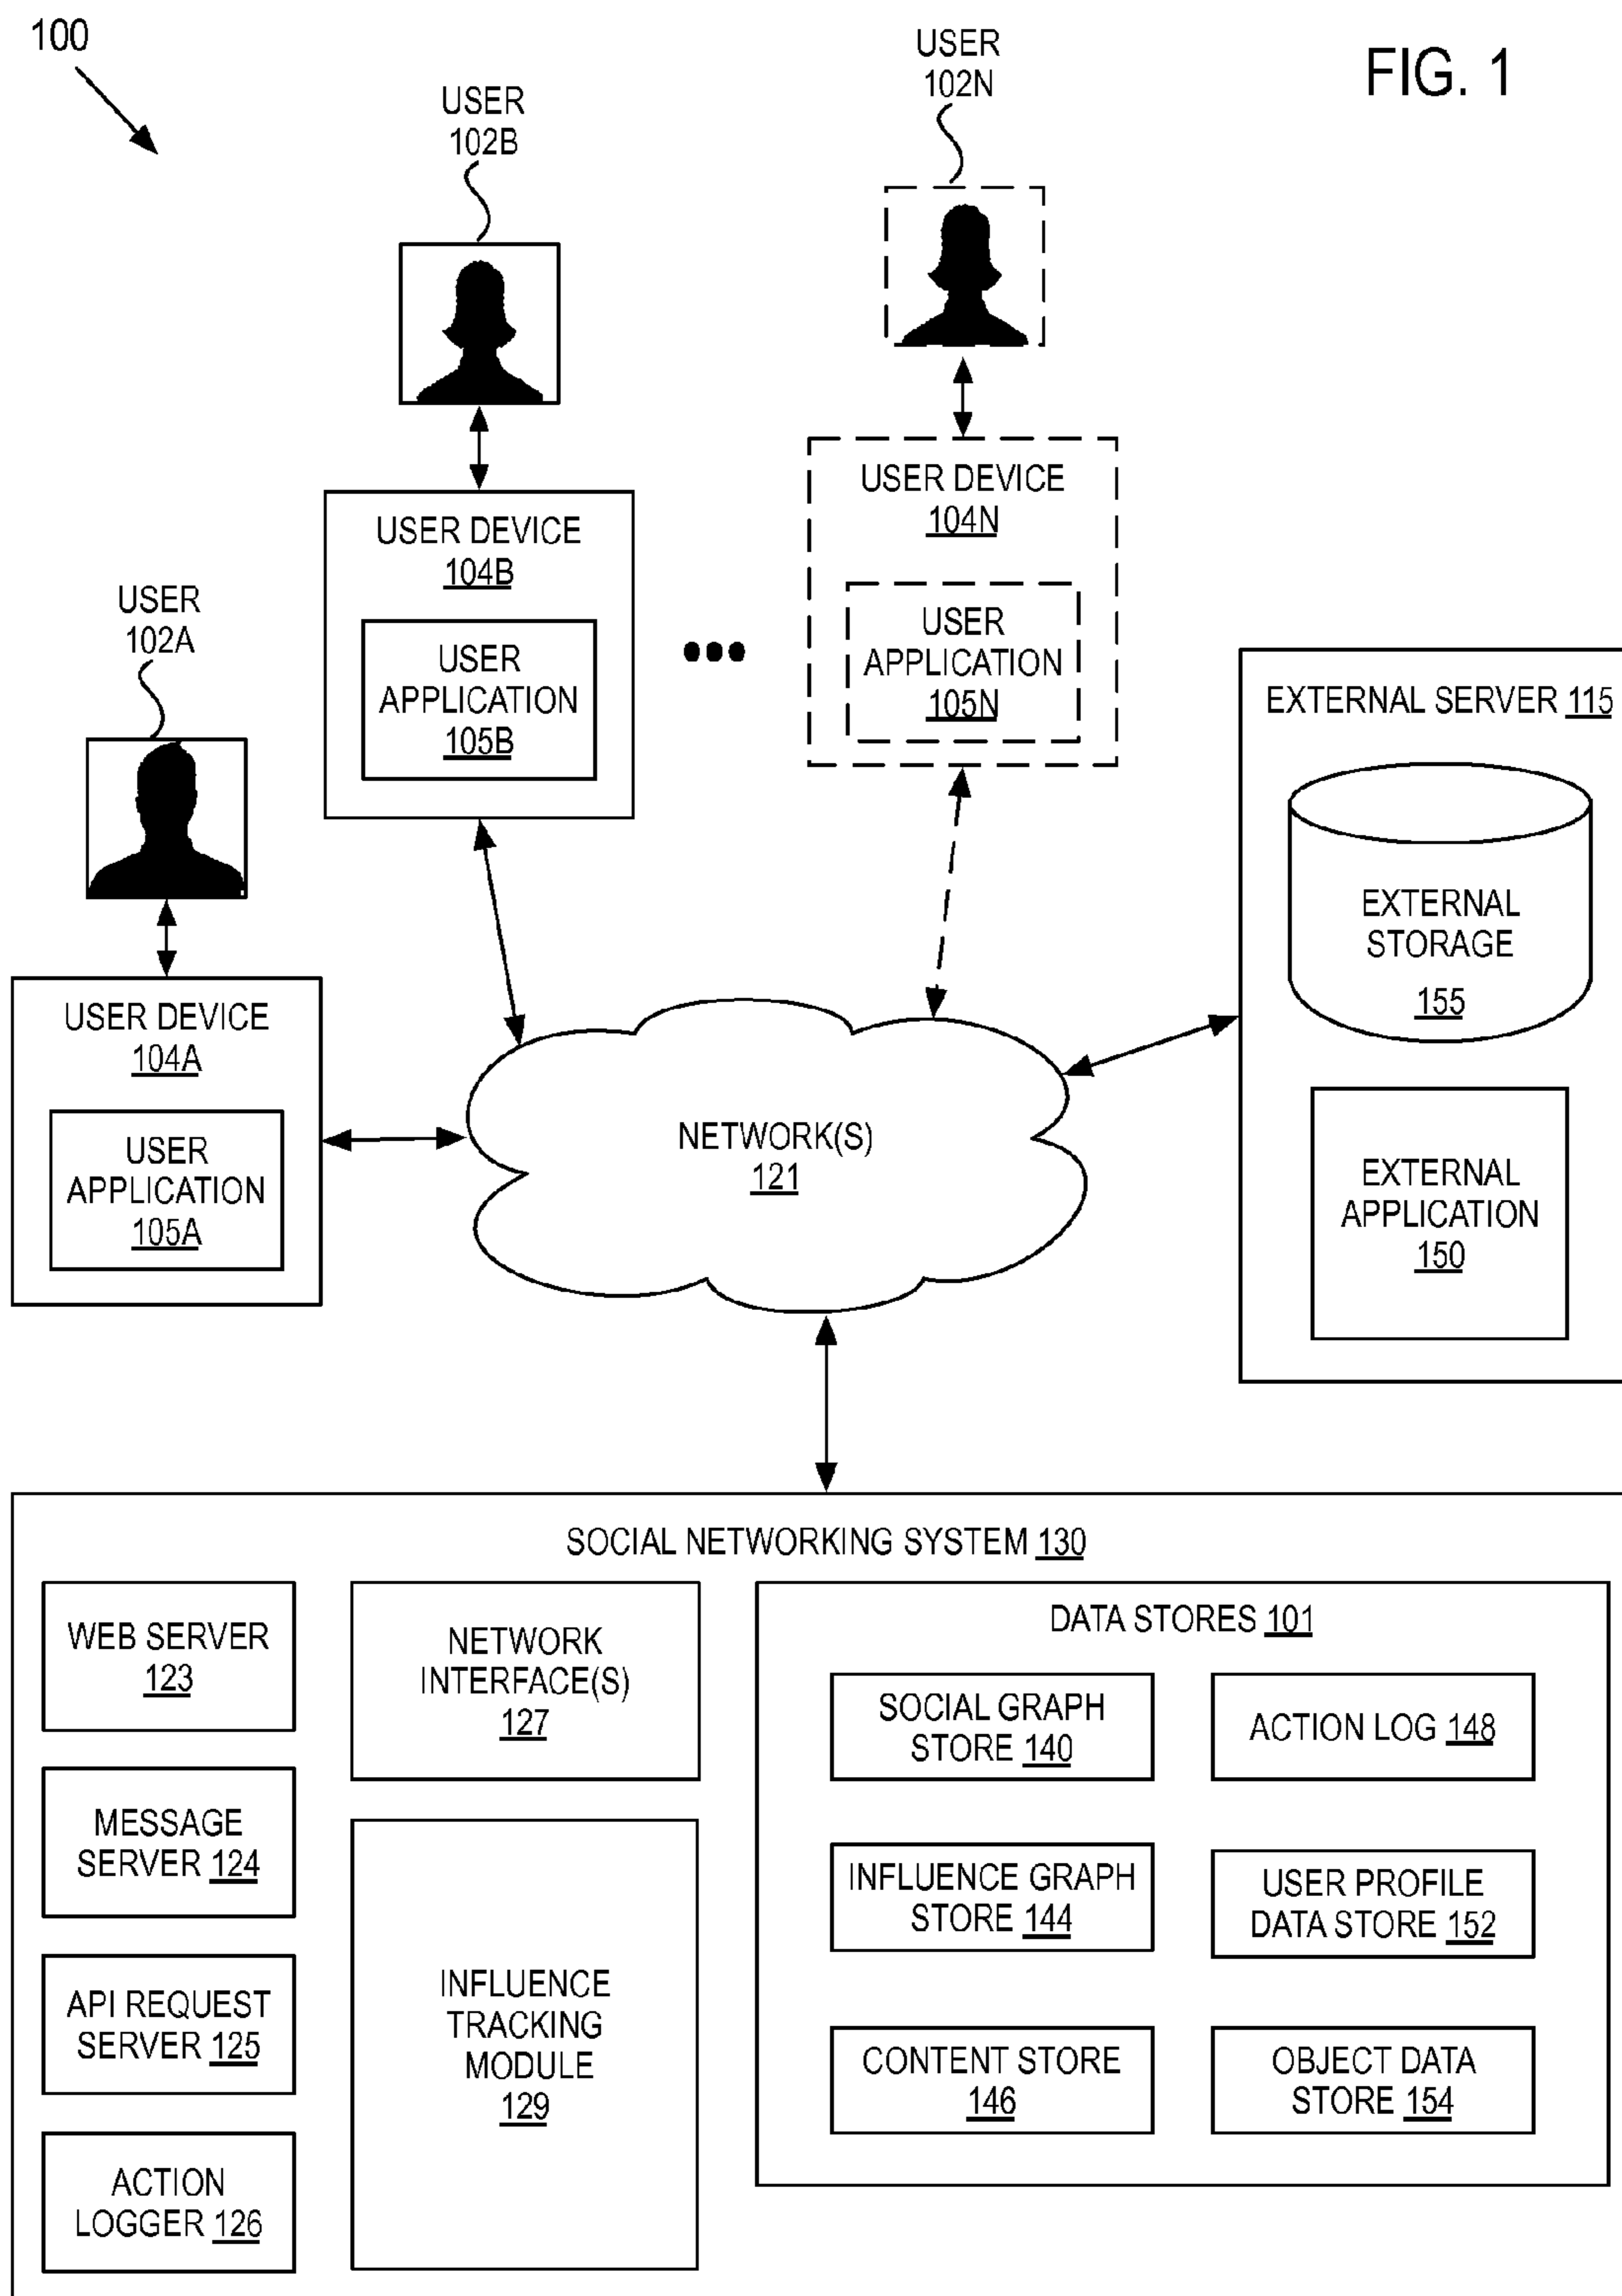 100
FIG. 1
USER
102N
USER
102B
USER DEVICE
104N
USER
APPLICATION
105N
USER DEVICE
104B
USER
APPLICATION
105B
USER
102A
EXTERNAL SERVER 115
EXTERNAL
STORAGE
155
EXTERNAL
APPLICATION
150
USER DEVICE
104A
USER
APPLICATION
105A
NETWORK(S)
121
SOCIAL NETWORKING SYSTEM 130
WEB SERVER
123
MESSAGE
SERVER 124
API REQUEST
SERVER 125
ACTION
LOGGER 126
NETWORK
INTERFACE(S)
127
INFLUENCE
TRACKING
MODULE
129
DATA STORES 101
SOCIAL GRAPH
STORE 140
ACTION LOG 148
INFLUENCE GRAPH
STORE 144
USER PROFILE
DATA STORE 152
CONTENT STORE
146
OBJECT DATA
STORE 154